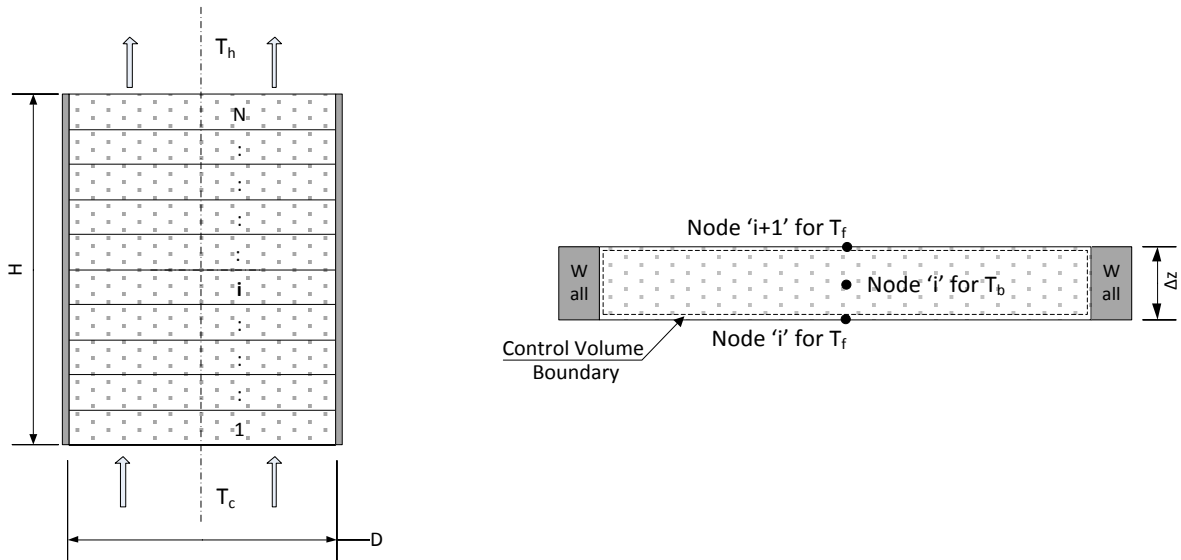 T_h
N
:
:
:
:
i
:
:
:
1
H
T_c
D
Node ‘i+1’ for T_f
W
all
Node ‘i’ for T_b
W
all
Δz
Node ‘i’ for T_f
Control Volume
Boundary